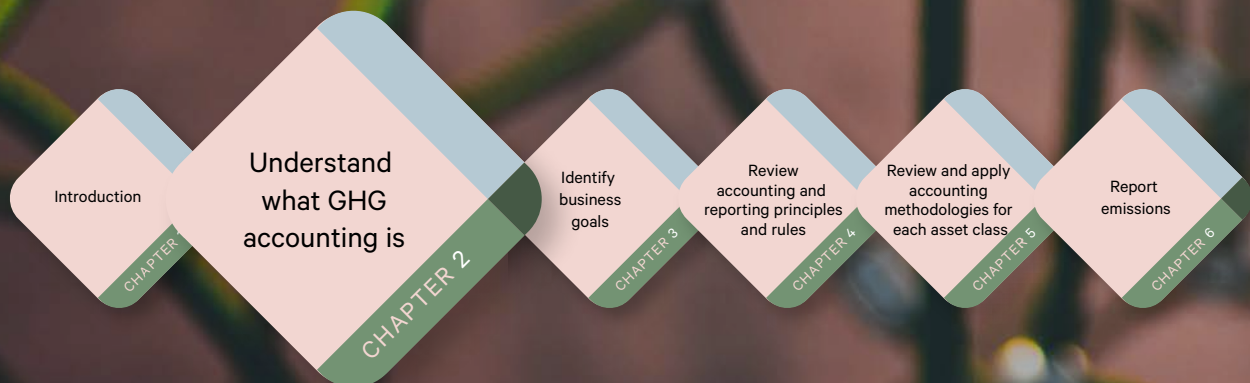 Introduction
CHAPTER 1
Understand
what GHG
accounting is
CHAPTER 2
Identify
business
goals
CHAPTER 3
Review
accounting and
reporting principles
and rules
CHAPTER 4
Review and apply
accounting
methodologies for
each asset class
CHAPTER 5
Report
emissions
CHAPTER 6